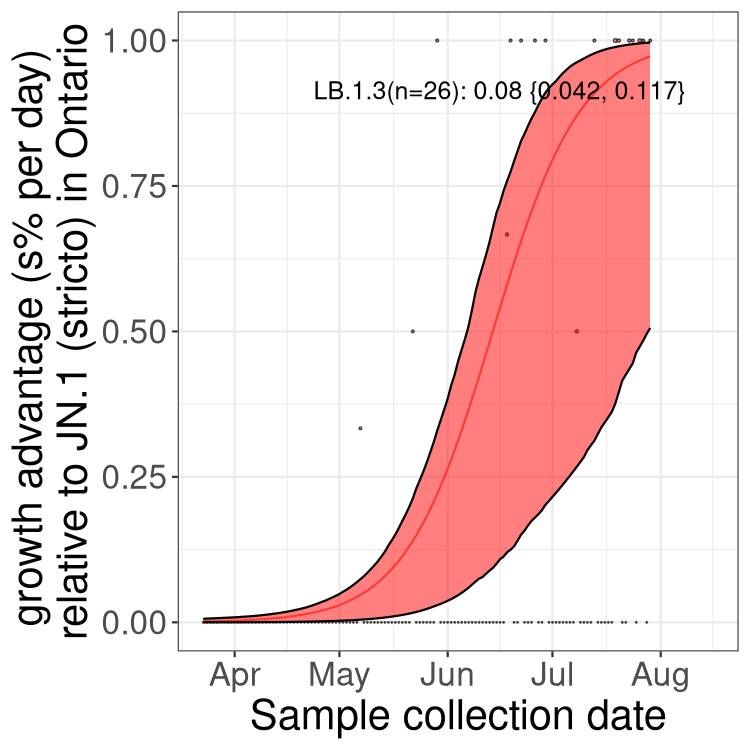 growth advantage (s% per day)
relative to JN.1 (stricto) in Ontario
1.00
0.75
0.50
0.25
0.00
LB.1.3(n=26): 0.08 {0.042, 0.117}
Apr May Jun Jul Aug
Sample collection date